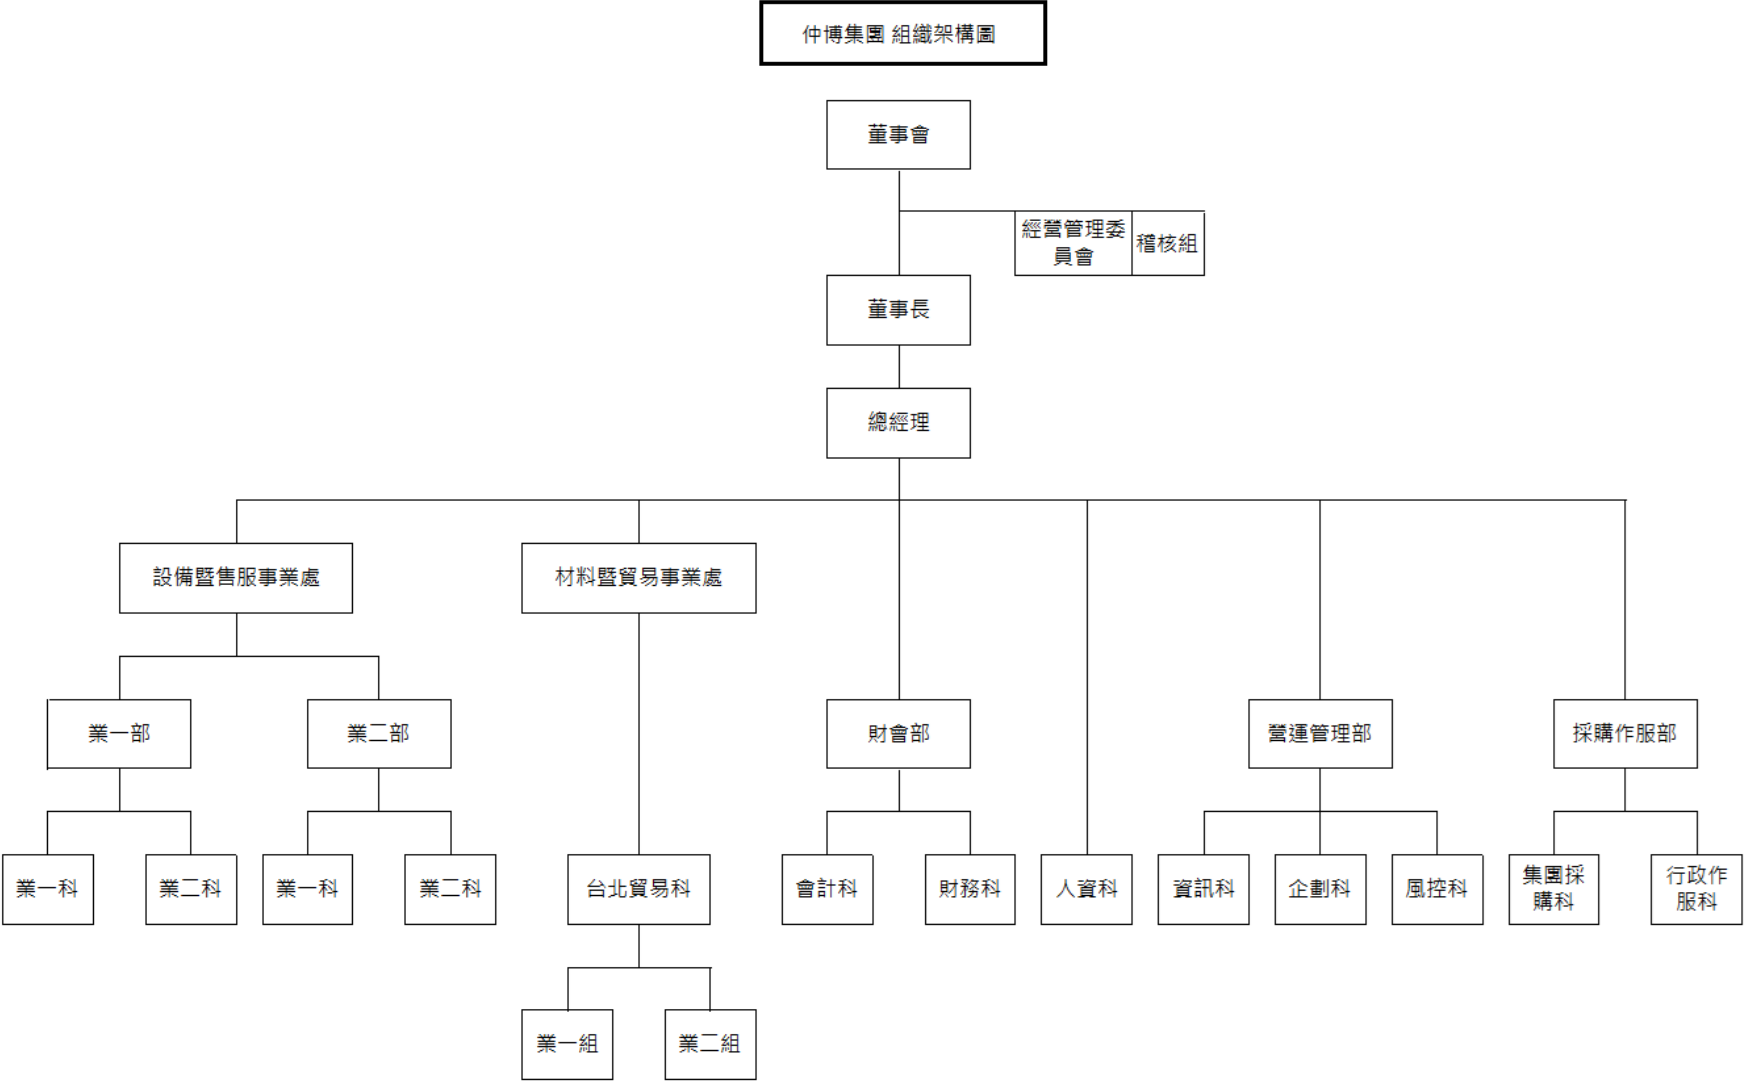 仲博集團 組織架構圖
董事會
經營管理委
員會
稽核組
董事長
總經理
設備暨售服事業處
材料暨貿易事業處
業一部
業二部
財會部
營運管理部
採購作服部
業一科
業二科
業一科
業二科
台北貿易科
會計科
財務科
人資科
資訊科
企劃科
風控科
集團採
購科
行政作
服科
業一組
業二組